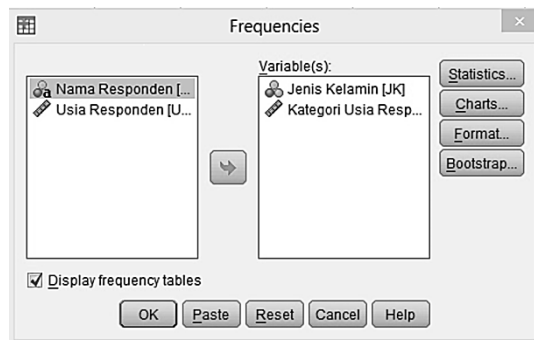 Frequencies
Variable(s):
Nama Responden [...
Usia Responden [U...
Jenis Kelamin [JK]
Kategori Usia Resp...
Statistics...
Charts...
Format...
Bootstrap...
Display frequency tables
OK Paste Reset Cancel Help